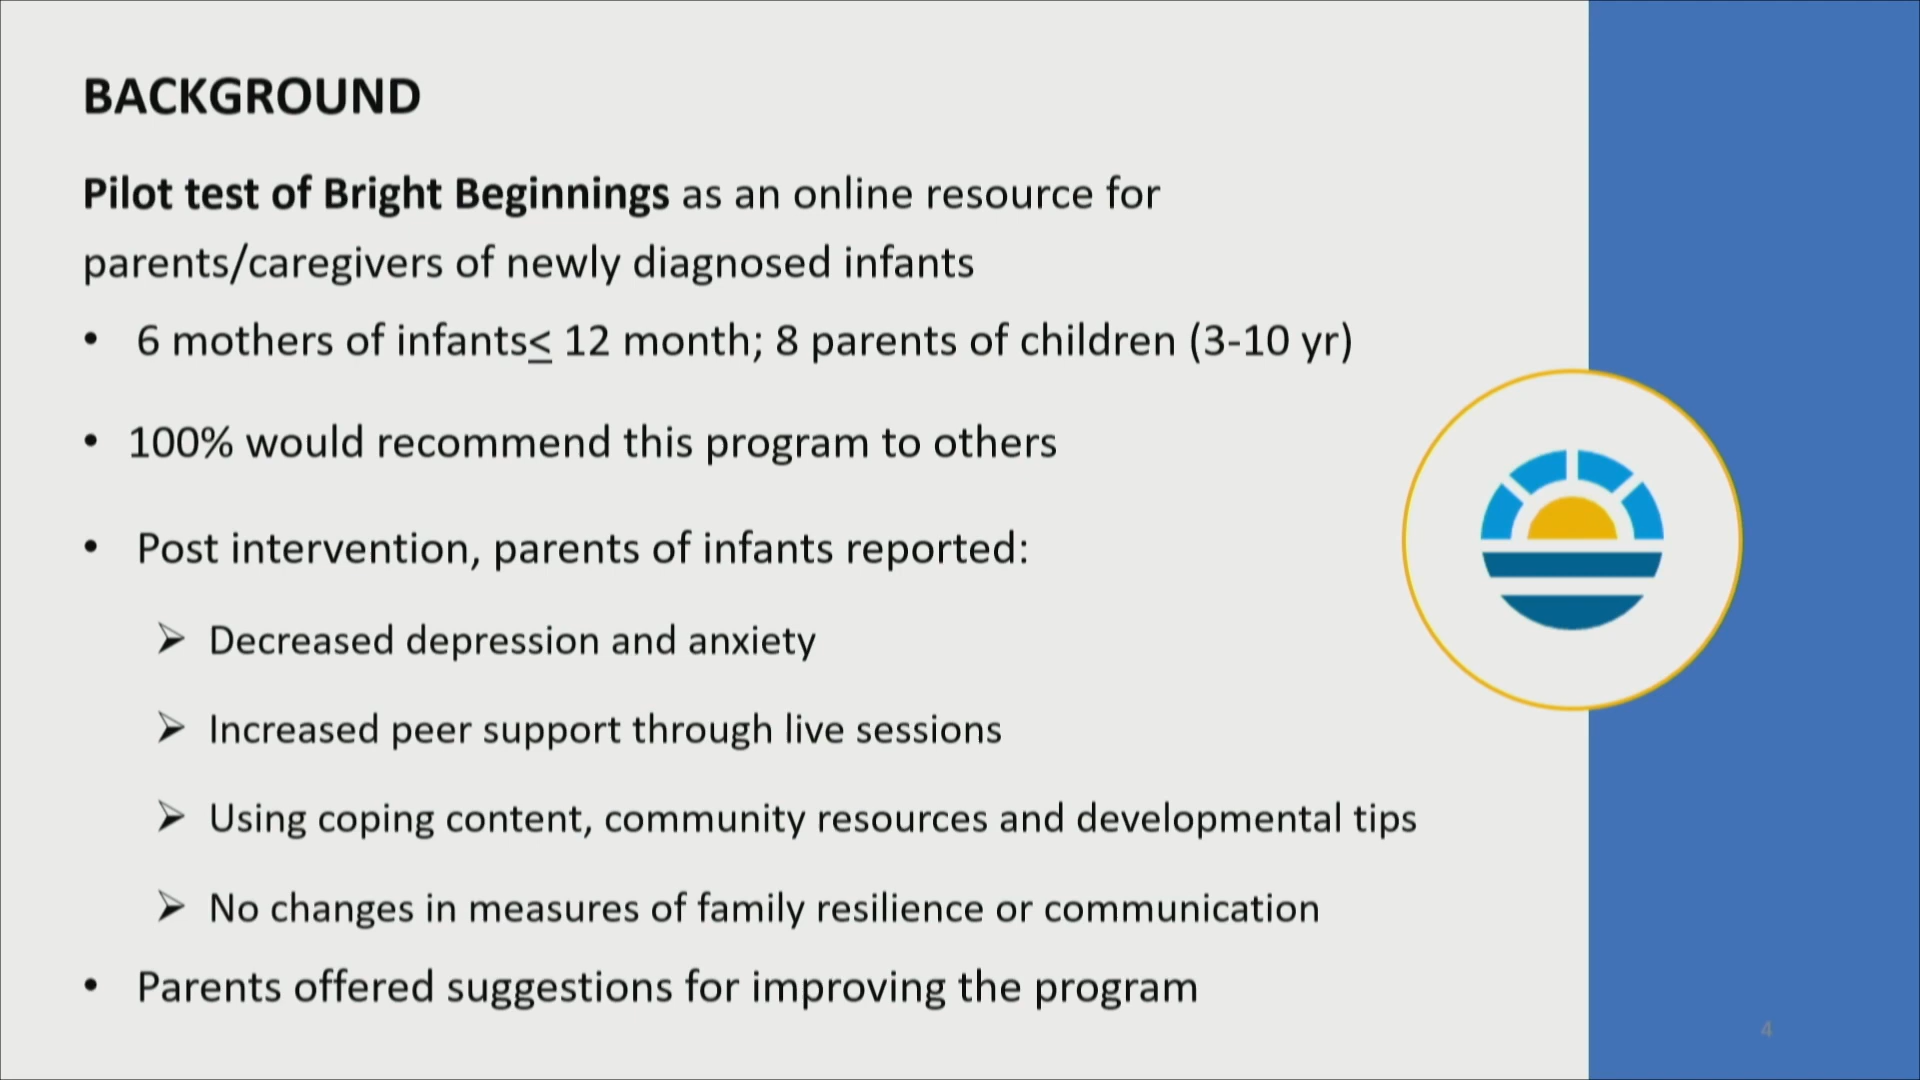 BACKGROUND
Pilot test of Bright Beginnings as an online resource for
parents/caregivers of newly diagnosed infants
• 6 mothers of infants≤ 12 month; 8 parents of children (3-10 yr)
• 100% would recommend this program to others
• Post intervention, parents of infants reported:
➢ Decreased depression and anxiety
➢ Increased peer support through live sessions
➢ Using coping content, community resources and developmental tips
➢ No changes in measures of family resilience or communication
• Parents offered suggestions for improving the program
4